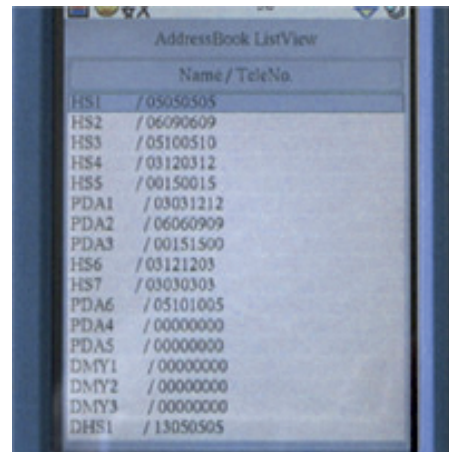 AddressBook ListView
Name / TeleNo.
HS1 / 05050505
HS2 / 06090609
HS3 / 05100510
HS4 / 03120312
HS5 / 00150015
PDA1 / 03031212
PDA2 / 06060909
PDA3 / 00151500
HS6 / 03121203
HS7 / 03030303
PDA6 / 05101005
PDA4 / 00000000
PDA5 / 00000000
DMY1 / 00000000
DMY2 / 00000000
DMY3 / 00000000
DHS1 / 13050505